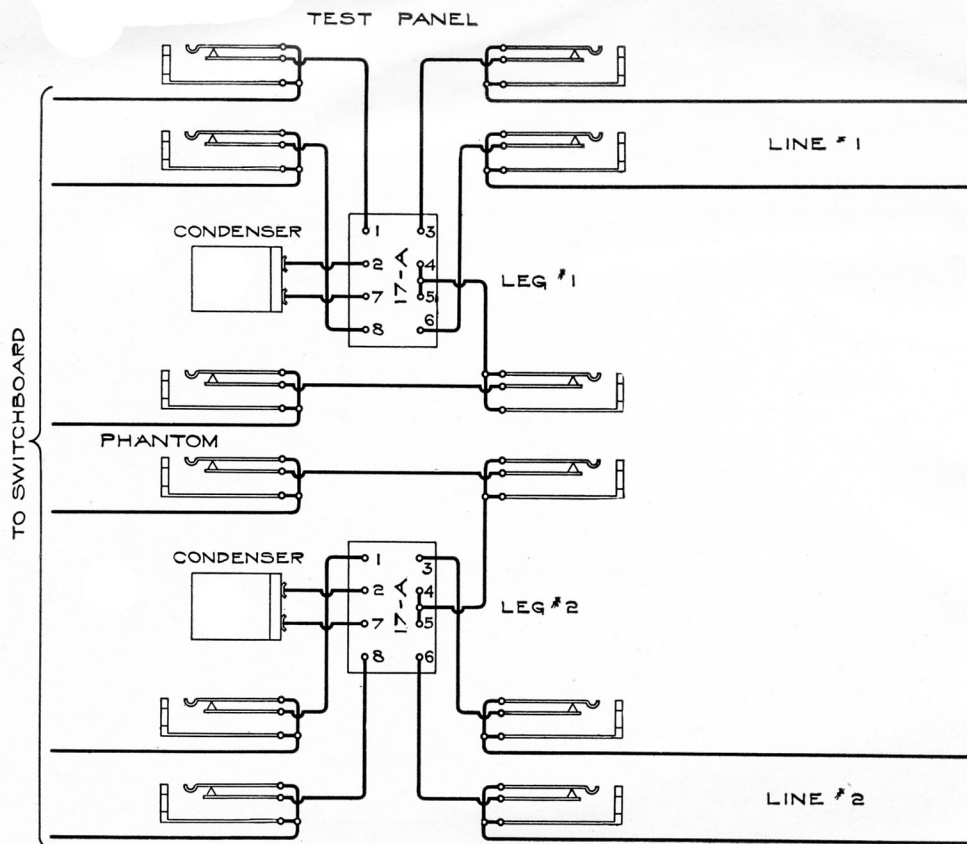 TEST PANEL
LINE #1
CONDENSER
1 3
2 4
17-A
7 5
8 6
LEG #1
TO SWITCHBOARD
PHANTOM
CONDENSER
1 3
2 4
17-A
7 5
8 6
LEG #2
LINE #2